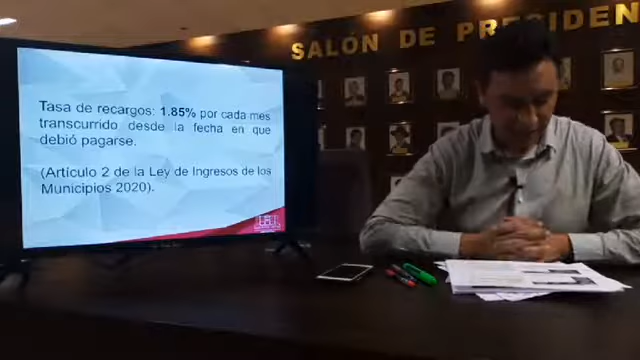 SALÓN DE PRESIDEN
Tasa de recargos: 1.85% por cada mes
transcurrido desde la fecha en que
debió pagarse.
(Artículo 2 de la Ley de Ingresos de los
Municipios 2020).